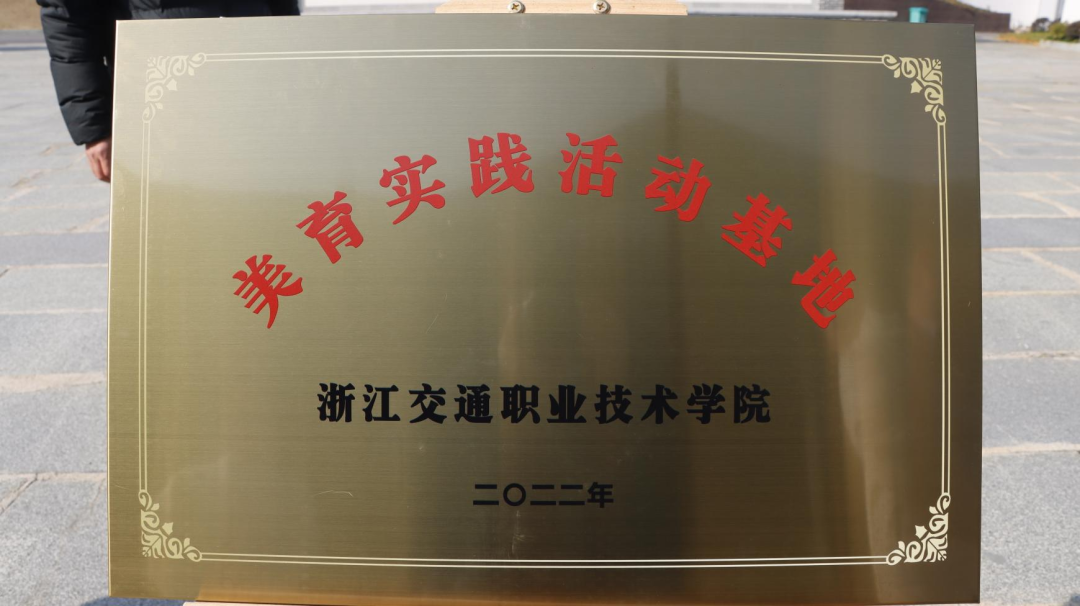 美育实践活动基地
浙江交通职业技术学院
二〇二二年